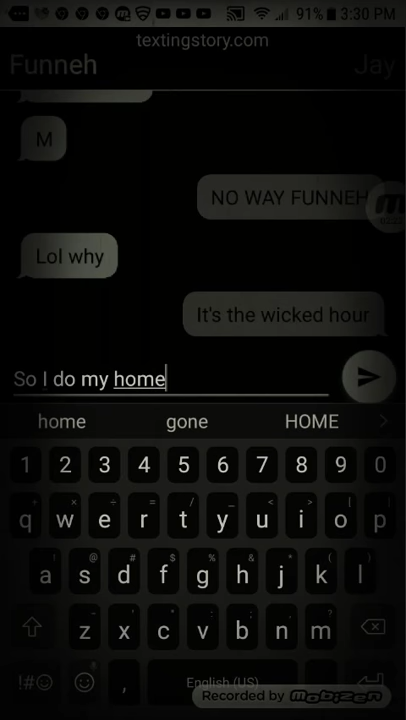 91% 3:30 PM
textingstory.com
Funneh Jay
M
NO WAY FUNNEH
02:23
Lol why
It's the wicked hour
So I do my home
home gone HOME >
1 2 3 4 5 6 7 8 9 0
q w e r t y u i o p
a s d f g h j k l
z x c v b n m
!#☺ , English (US)
Recorded by Mobizen